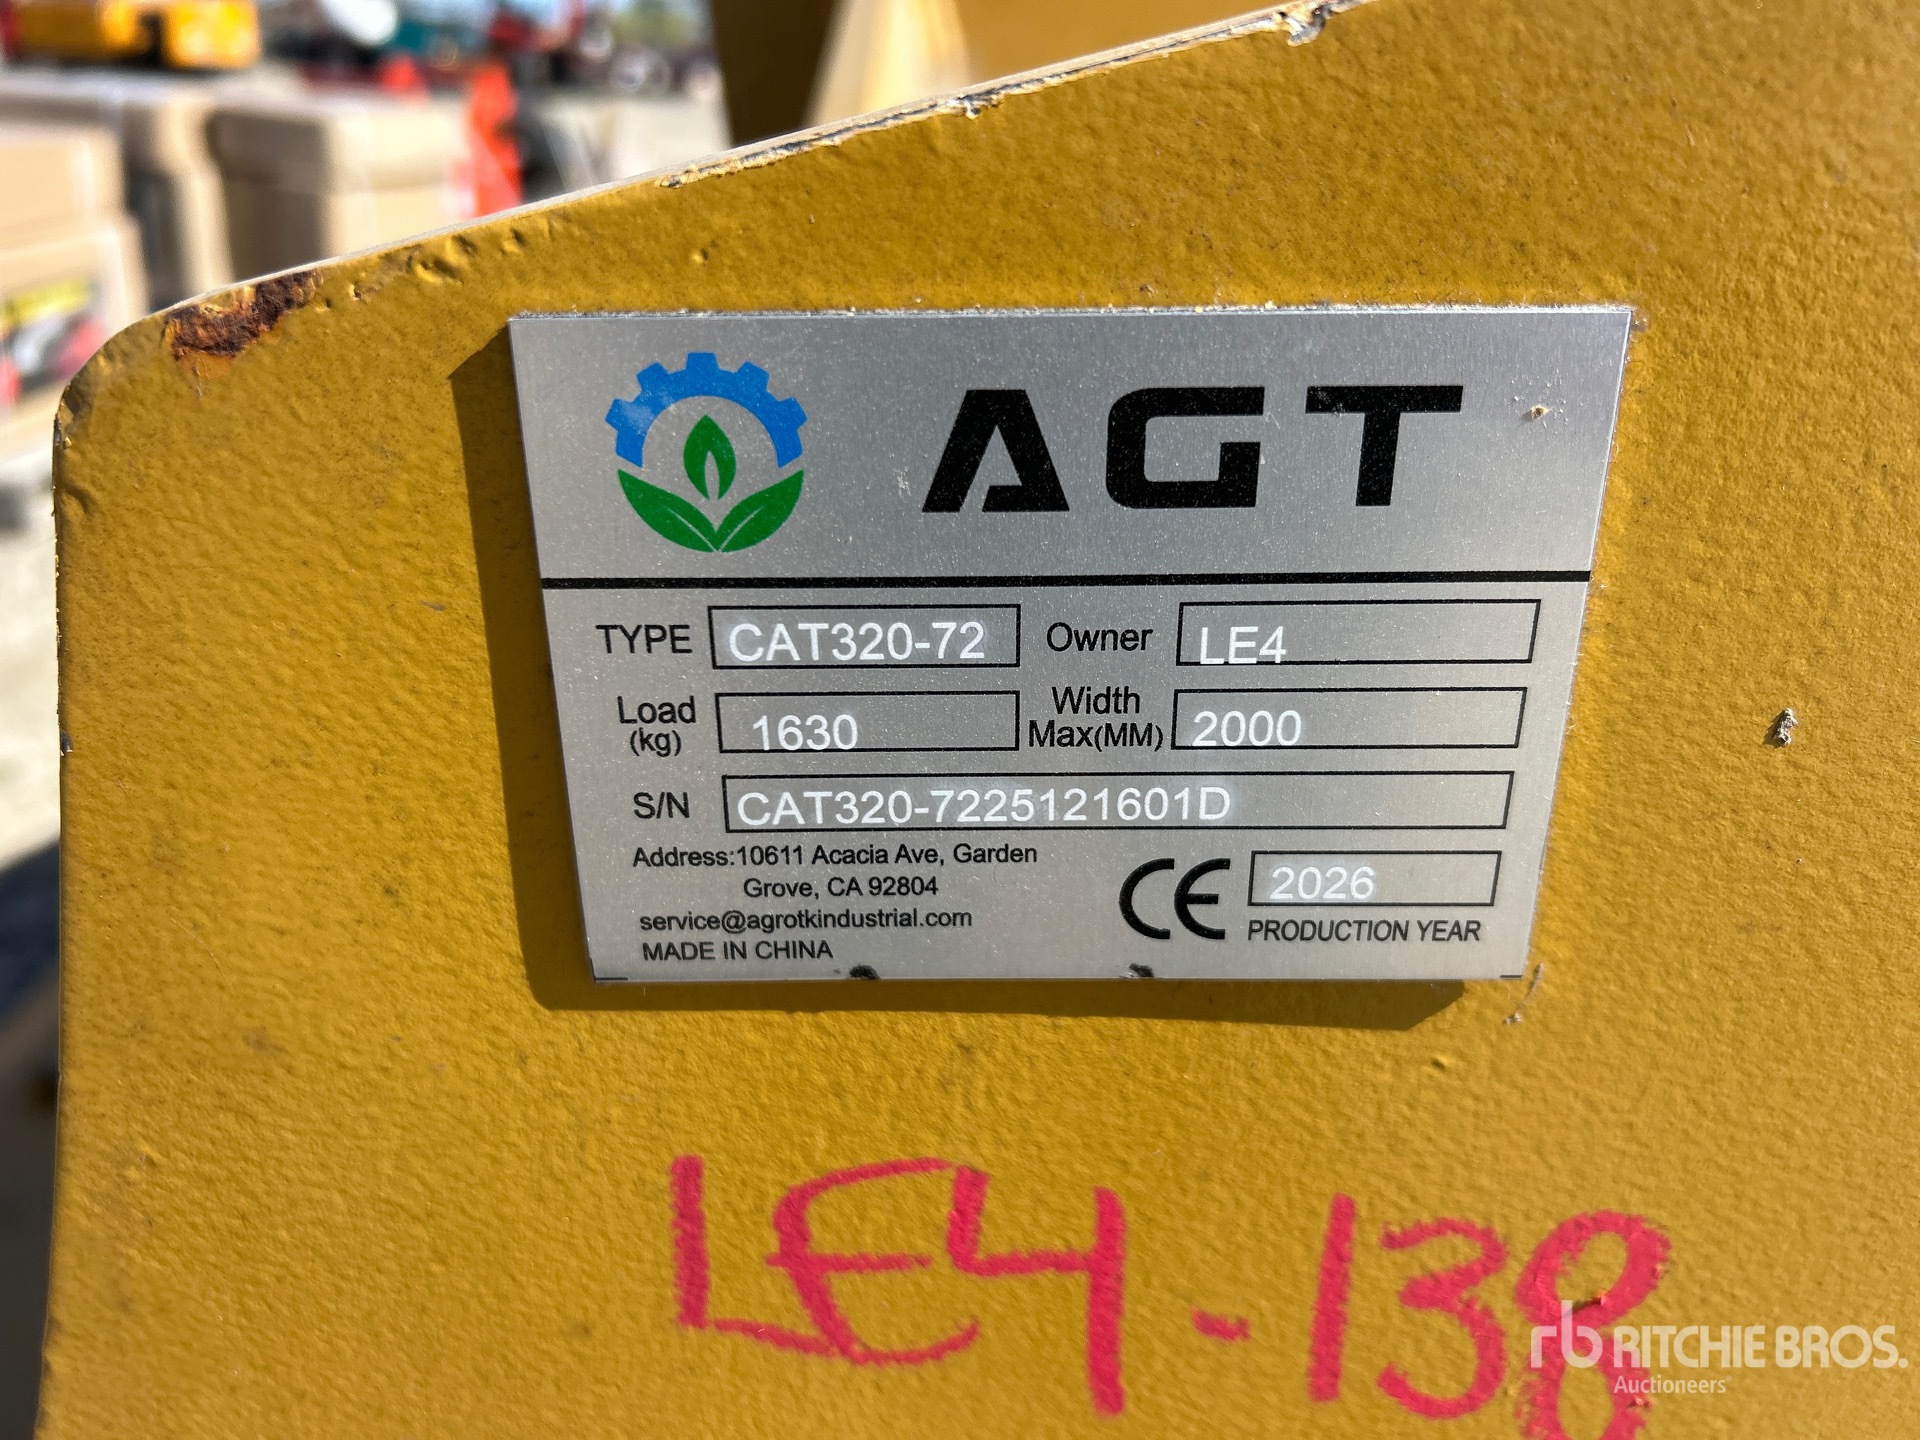 AGT
TYPE CAT320-72 Owner LE4
Load (kg) 1630 Width Max(MM) 2000
S/N CAT320-7225121601D
Address:10611 Acacia Ave, Garden
Grove, CA 92804
service@agrotkindustrial.com
MADE IN CHINA
CE 2026
PRODUCTION YEAR
LE4-138
rb RITCHIE BROS.
Auctioneers